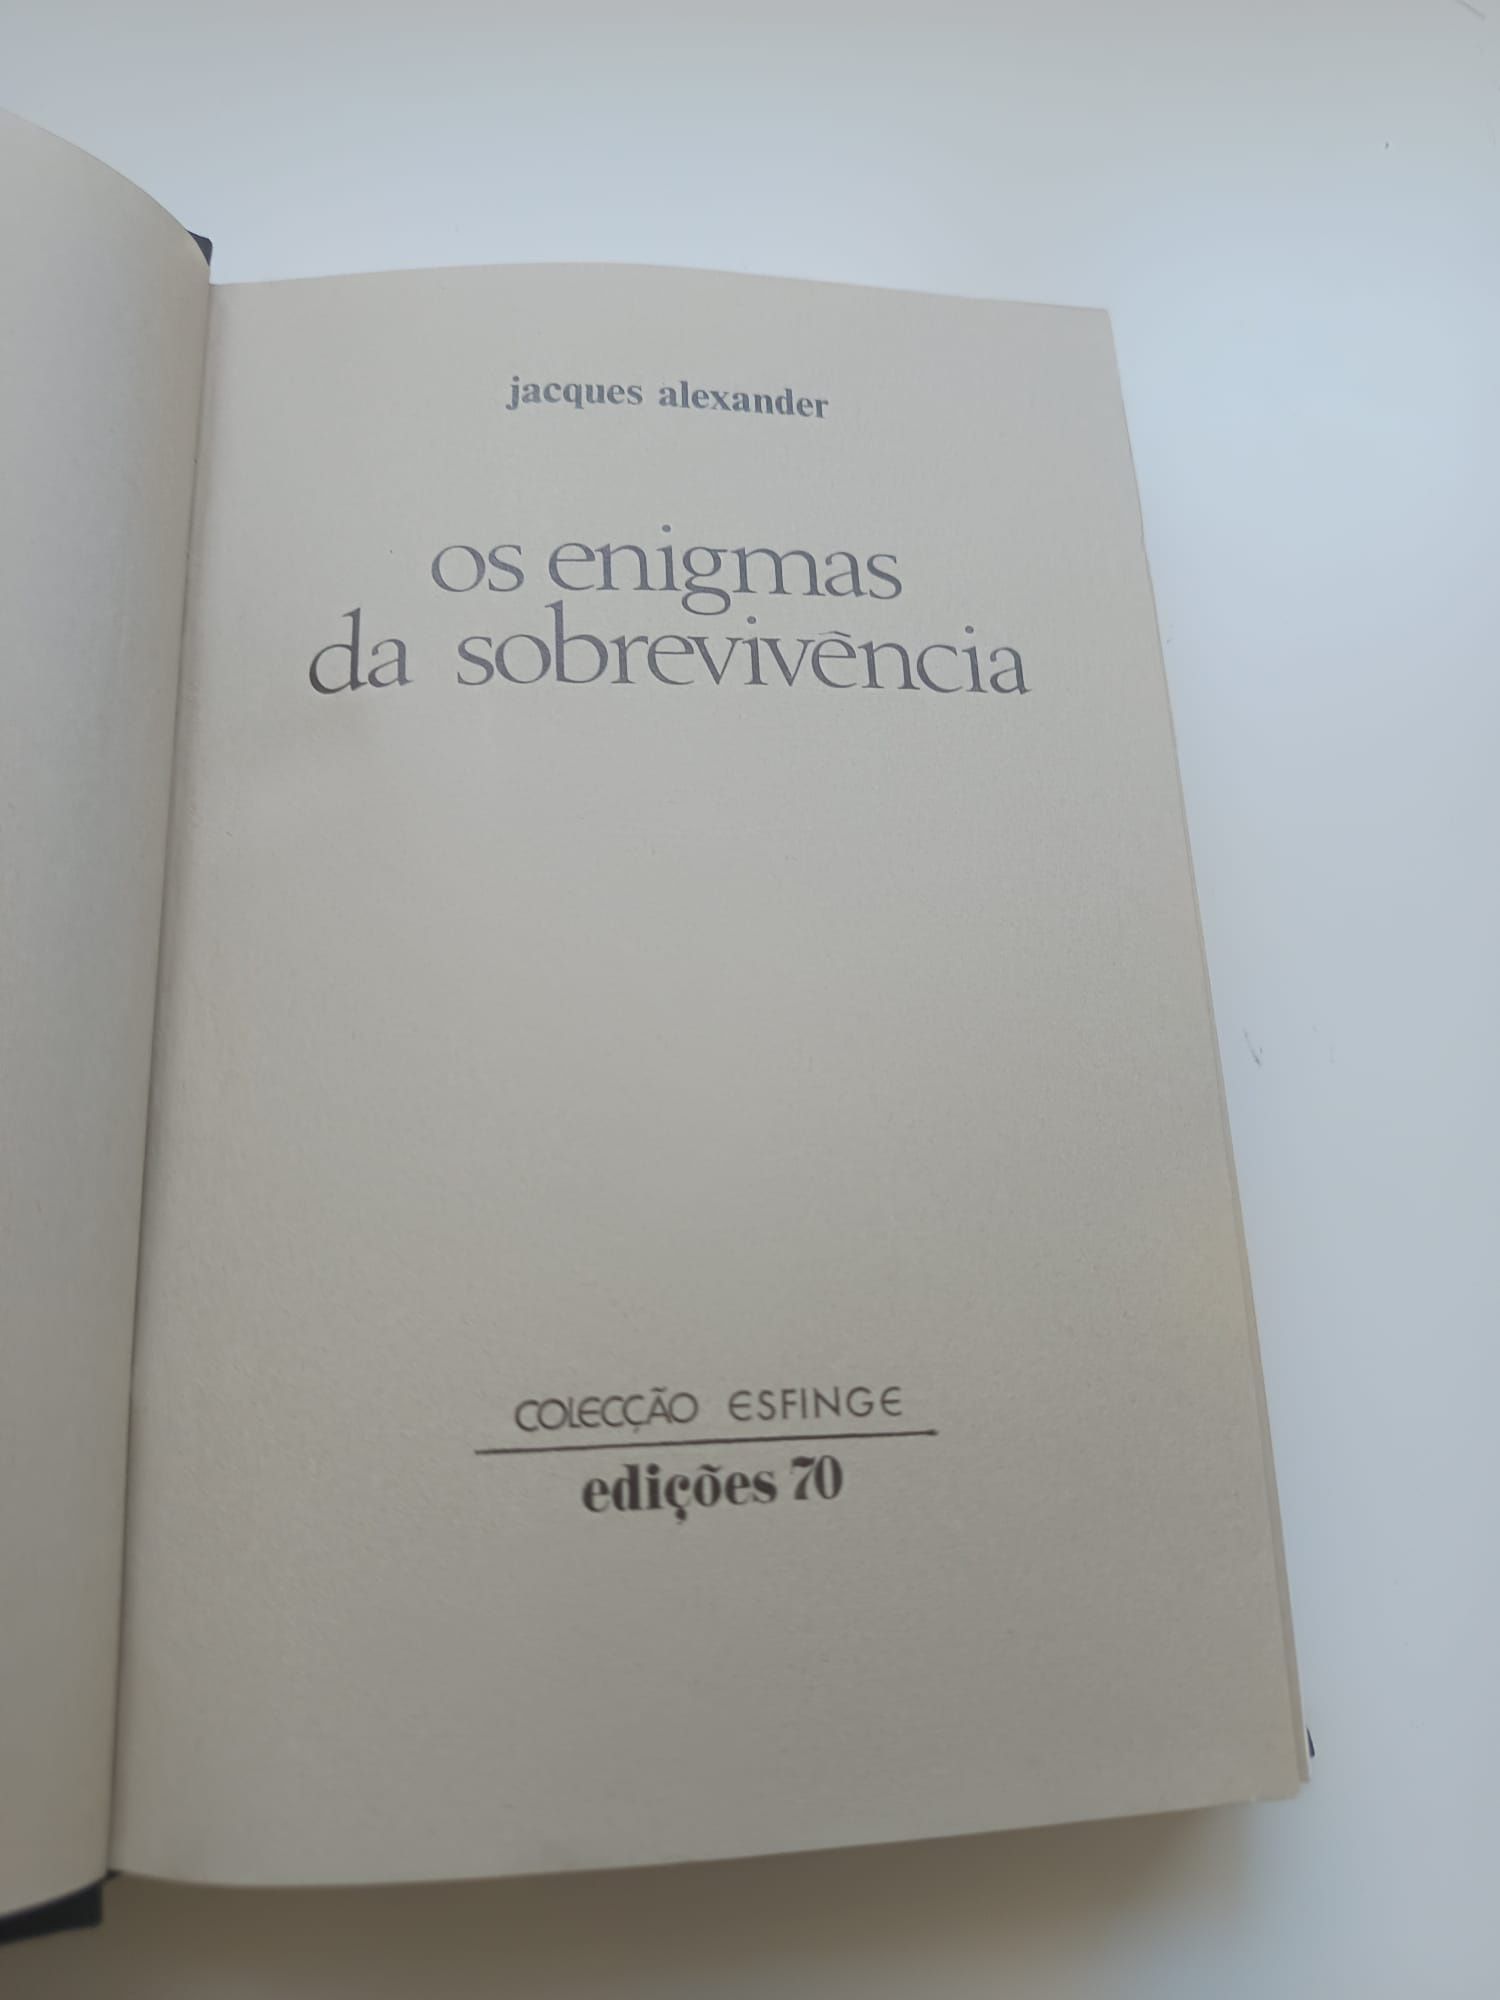 jacques alexander
os enigmas
da sobrevivência
COLECÇÃO ESFINGE
edições 70